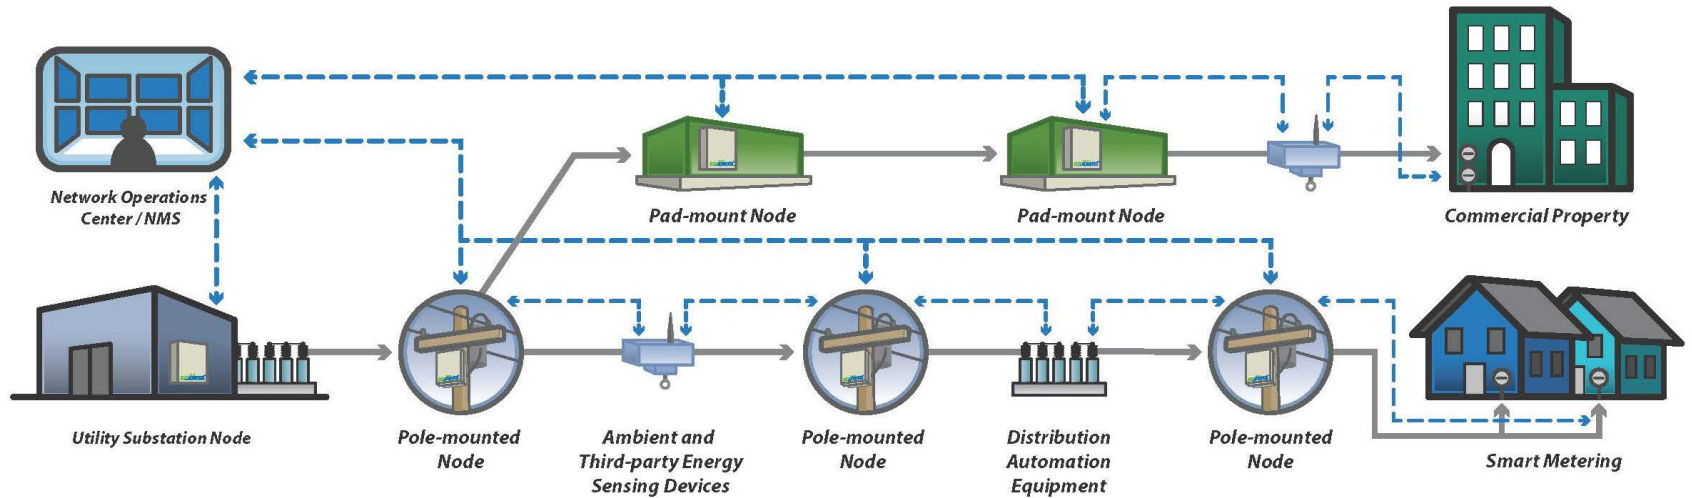 Network Operations
Center / NMS
Pad-mount Node
Pad-mount Node
Commercial Property
Utility Substation Node
Pole-mounted
Node
Ambient and
Third-party Energy
Sensing Devices
Pole-mounted
Node
Distribution
Automation
Equipment
Pole-mounted
Node
Smart Metering